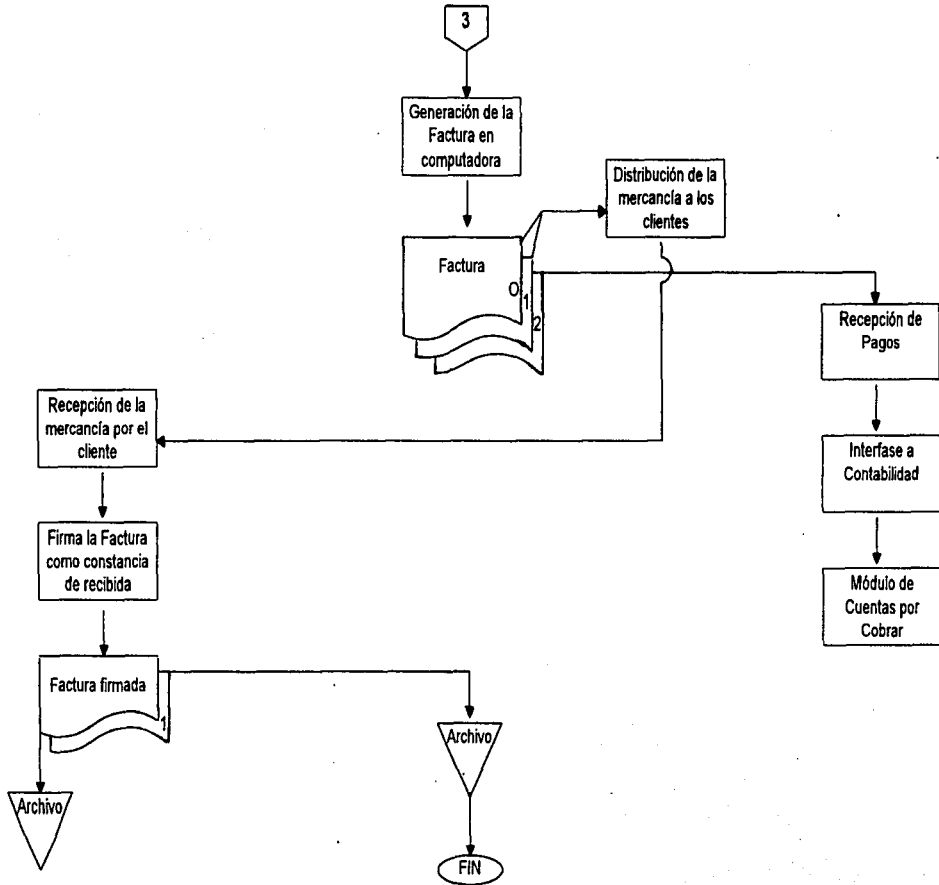 3
Generación de la
Factura en
computadora
Distribución de la
mercancía a los
clientes
Factura
O
1
2
Recepción de
Pagos
Recepción de la
mercancía por el
cliente
Interfase a
Contabilidad
Firma la Factura
como constancia
de recibida
Módulo de
Cuentas por
Cobrar
Factura firmada
1
Archivo
Archivo
FIN